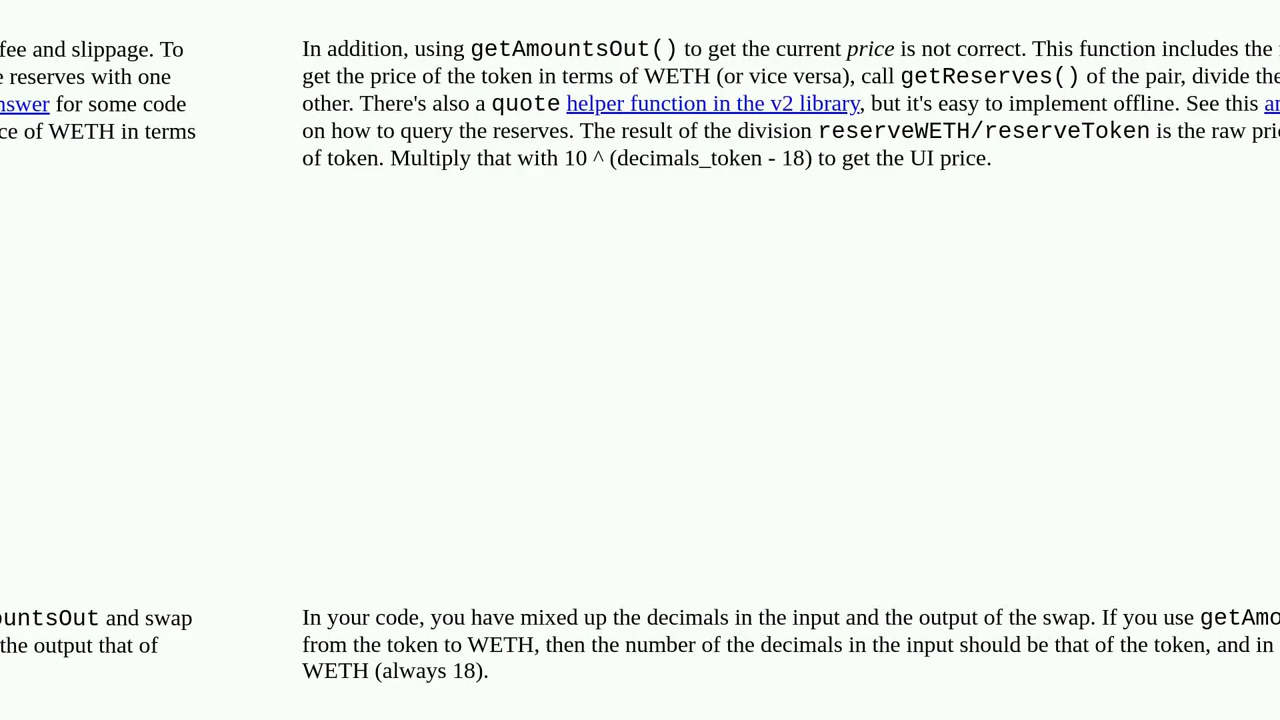 fee and slippage. To
reserves with one
nswer for some code
ce of WETH in terms
In addition, using getAmountsOut() to get the current price is not correct. This function includes the
get the price of the token in terms of WETH (or vice versa), call getReserves() of the pair, divide the
other. There's also a quote helper function in the v2 library, but it's easy to implement offline. See this
on how to query the reserves. The result of the division reserveWETH/reserveToken is the raw pric
of token. Multiply that with 10 ^ (decimals_token - 18) to get the UI price.
ountsOut and swap
the output that of
In your code, you have mixed up the decimals in the input and the output of the swap. If you use getAmo
from the token to WETH, then the number of the decimals in the input should be that of the token, and in
WETH (always 18).